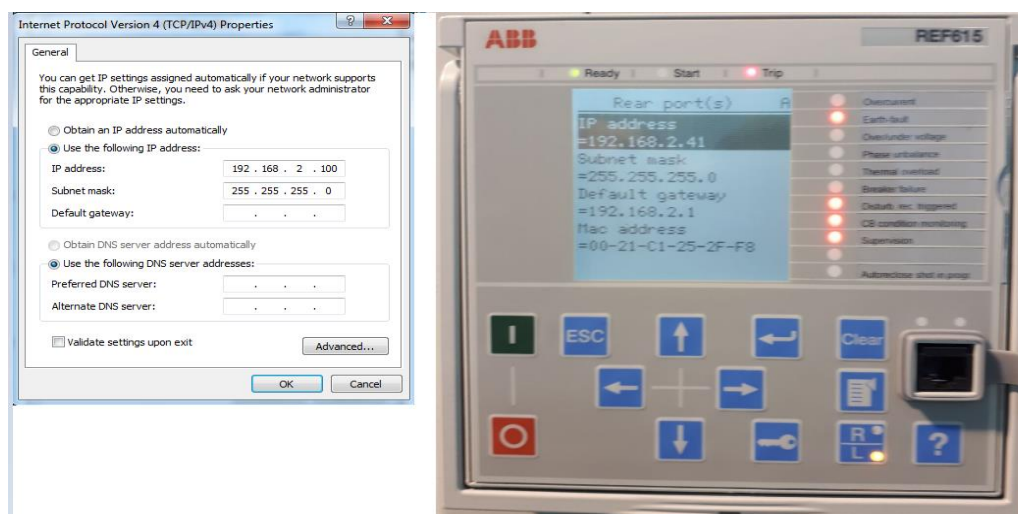 Internet Protocol Version 4 (TCP/IPv4) Properties
General
You can get IP settings assigned automatically if your network supports
this capability. Otherwise, you need to ask your network administrator
for the appropriate IP settings.
Obtain an IP address automatically
Use the following IP address:
IP address: 192 . 168 . 2 . 100
Subnet mask: 255 . 255 . 255 . 0
Default gateway: . . .
Obtain DNS server address automatically
Use the following DNS server addresses:
Preferred DNS server: . . .
Alternate DNS server: . . .
Validate settings upon exit
Advanced...
OK Cancel
ABB REF615
Ready Start Trip
Rear port(s) A
IP address
=192.168.2.41
Subnet mask
=255.255.255.0
Default gateway
=192.168.2.1
Mac address
=00-21-C1-25-2F-F8
Overcurrent
Earth-fault
Over/under voltage
Phase unbalance
Thermal overload
Breaker failure
Disturb. rec. triggered
CB condition monitoring
Supervision
Autoreclose shot in progr.
I
ESC
Clear
O
R
L
?